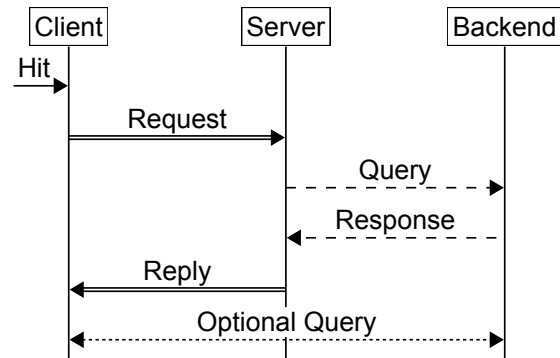 Client Server Backend
Hit
Request
Query
Response
Reply
Optional Query